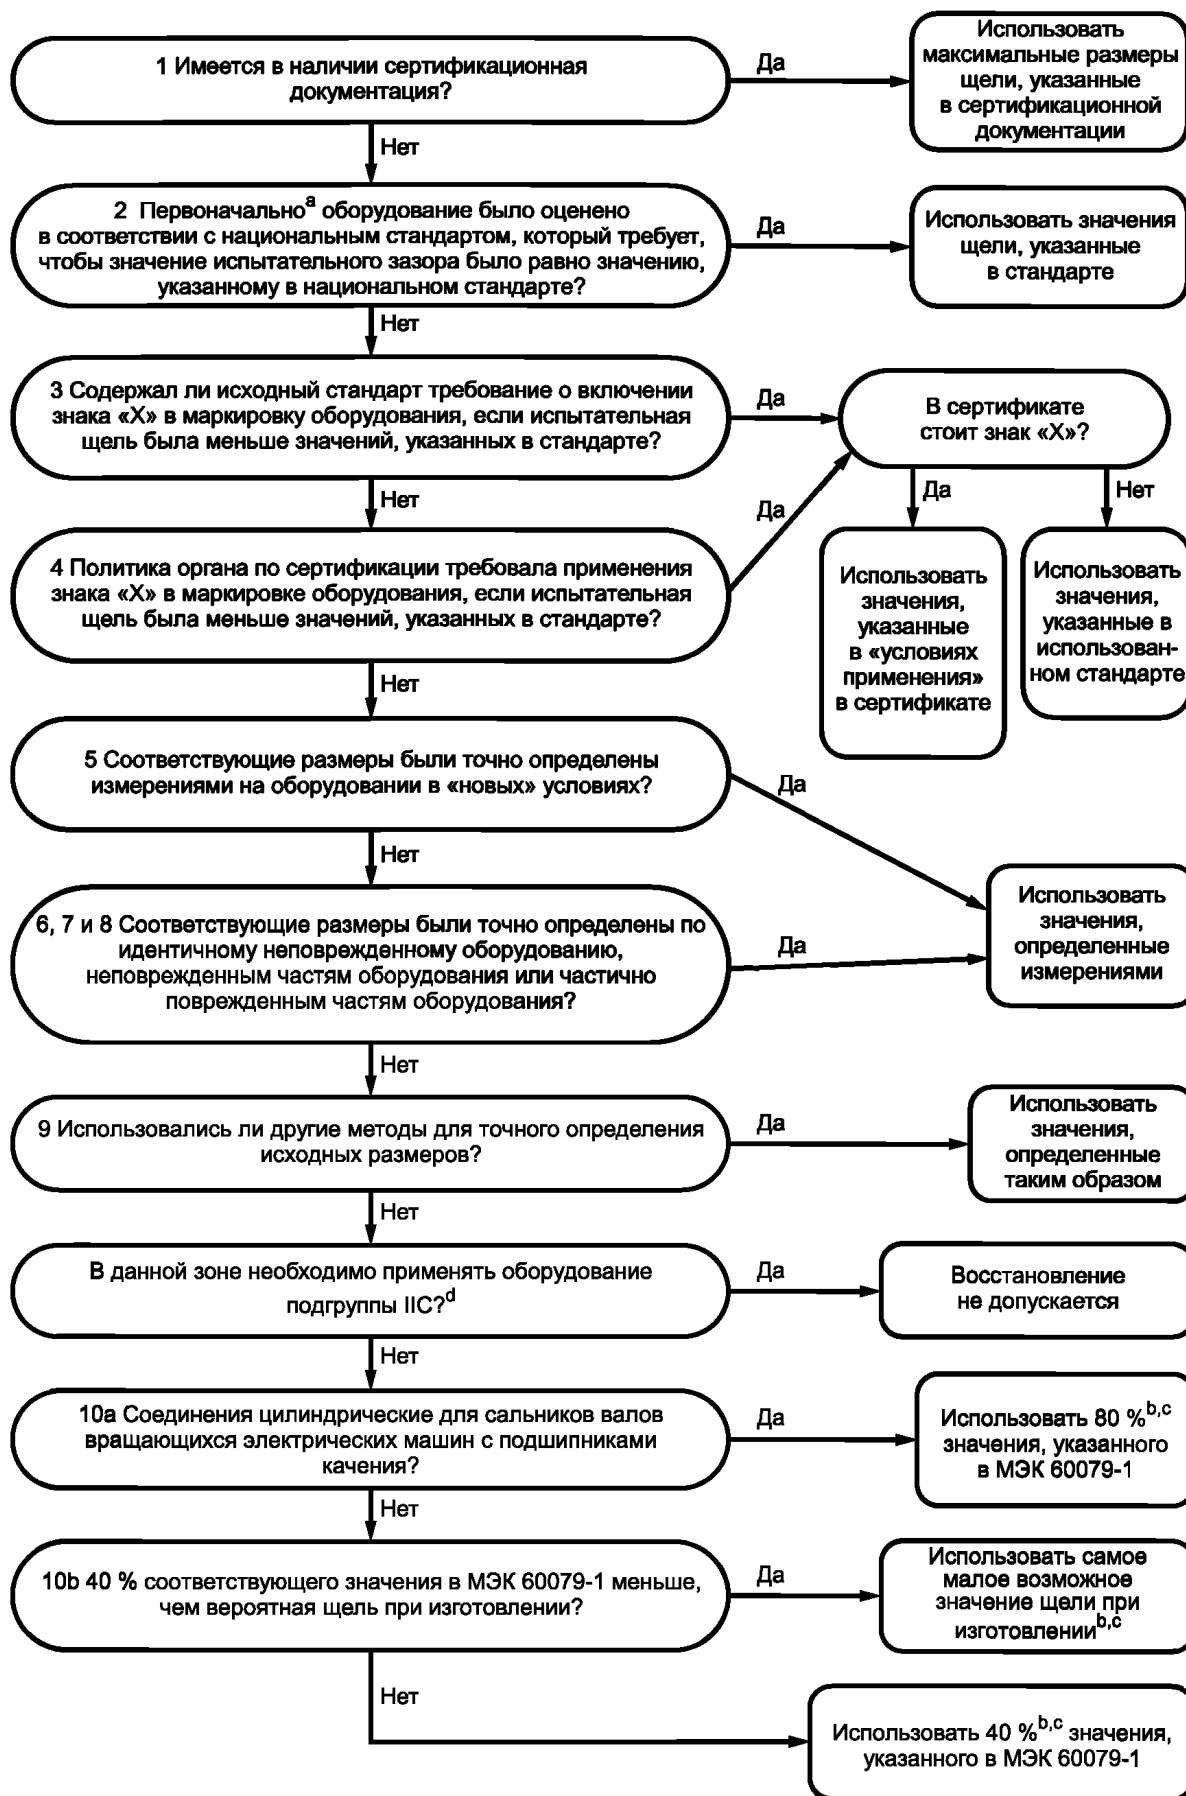 1 Имеется в наличии сертификационная
документация?
Да
Использовать
максимальные размеры
щели, указанные
в сертификационной
документации
Нет
2 Первоначально^a оборудование было оценено
в соответствии с национальным стандартом, который требует,
чтобы значение испытательного зазора было равно значению,
указанному в национальном стандарте?
Да
Использовать значения
щели, указанные
в стандарте
Нет
3 Содержал ли исходный стандарт требование о включении
знака «X» в маркировку оборудования, если испытательная
щель была меньше значений, указанных в стандарте?
Да
В сертификате
стоит знак «X»?
Нет
Да
Да
Нет
4 Политика органа по сертификации требовала применения
знака «X» в маркировке оборудования, если испытательная
щель была меньше значений, указанных в стандарте?
Использовать
значения,
указанные
в «условиях
применения»
в сертификате
Использовать
значения,
указанные в
использован-
ном стандарте
Нет
5 Соответствующие размеры были точно определены
измерениями на оборудовании в «новых» условиях?
Да
Нет
6, 7 и 8 Соответствующие размеры были точно определены по
идентичному неповрежденному оборудованию,
неповрежденным частям оборудования или частично
поврежденным частям оборудования?
Да
Использовать
значения,
определенные
измерениями
Нет
9 Использовались ли другие методы для точного определения
исходных размеров?
Да
Использовать
значения,
определенные
таким образом
Нет
В данной зоне необходимо применять оборудование
подгруппы IIC?^d
Да
Восстановление
не допускается
Нет
10a Соединения цилиндрические для сальников валов
вращающихся электрических машин с подшипниками
качения?
Да
Использовать 80 %^b,c
значения, указанного
в МЭК 60079-1
Нет
10b 40 % соответствующего значения в МЭК 60079-1 меньше,
чем вероятная щель при изготовлении?
Да
Использовать самое
малое возможное
значение щели при
изготовлении^b,c
Нет
Использовать 40 %^b,c значения,
указанного в МЭК 60079-1